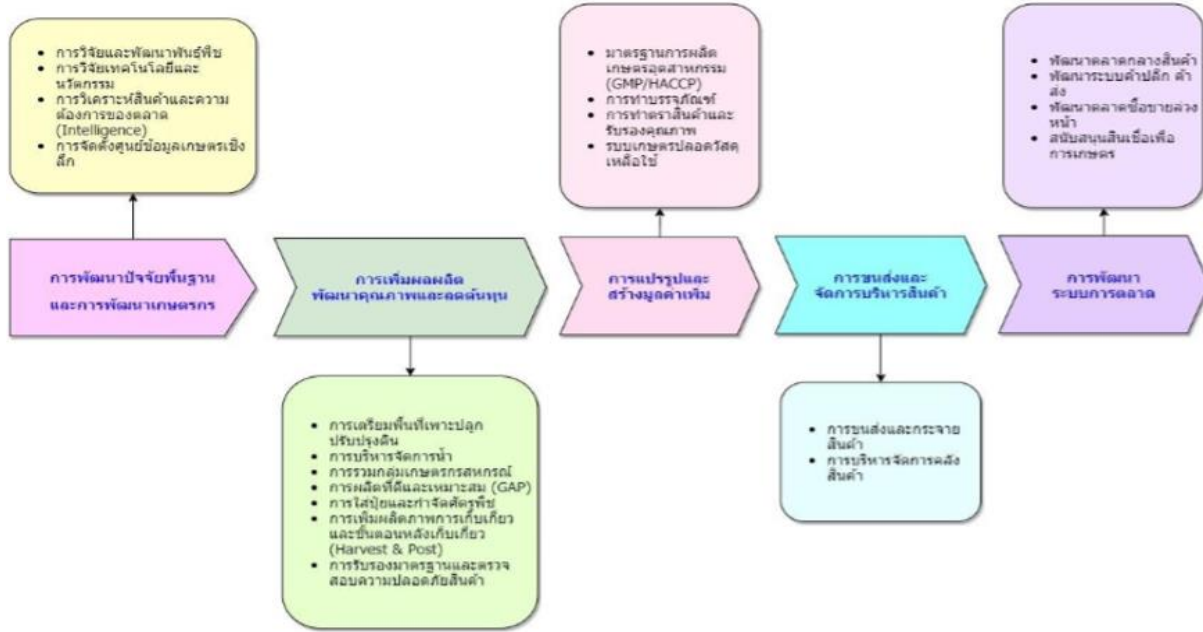 • การวิจัยและพัฒนาพันธุ์พืช
• การวิจัยเทคโนโลยีและ
นวัตกรรม
• การวิเคราะห์สินค้าและความ
ต้องการของตลาด
(Intelligence)
• การจัดตั้งศูนย์ข้อมูลเกษตรเชิง
ลึก
• มาตรฐานการผลิต
เกษตรอุตสาหกรรม
(GMP/HACCP)
• การทำบรรจุภัณฑ์
• การทำตราสินค้าและ
รับรองคุณภาพ
• ระบบเกษตรปลอดวัสดุ
เหลือใช้
• พัฒนาตลาดกลางสินค้า
• พัฒนาระบบค้าปลีก ค้า
ส่ง
• พัฒนาตลาดซื้อขายล่วง
หน้า
• สนับสนุนสินเชื่อเพื่อ
การเกษตร
การพัฒนาปัจจัยพื้นฐาน
และการพัฒนาเกษตรกร
การเพิ่มผลผลิต
พัฒนาคุณภาพและลดต้นทุน
การแปรรูปและ
สร้างมูลค่าเพิ่ม
การขนส่งและ
จัดการบริหารสินค้า
การพัฒนา
ระบบการตลาด
• การเตรียมพื้นที่เพาะปลูก
ปรับปรุงดิน
• การบริหารจัดการน้ำ
• การรวมกลุ่มเกษตรกรสหกรณ์
• การผลิตที่ดีและเหมาะสม (GAP)
• การใส่ปุ๋ยและกำจัดศัตรูพืช
• การเพิ่มผลิตภาพการเก็บเกี่ยว
และขั้นตอนหลังเก็บเกี่ยว
(Harvest & Post)
• การรับรองมาตรฐานและตรวจ
สอบความปลอดภัยสินค้า
• การขนส่งและกระจาย
สินค้า
• การบริหารจัดการคลัง
สินค้า